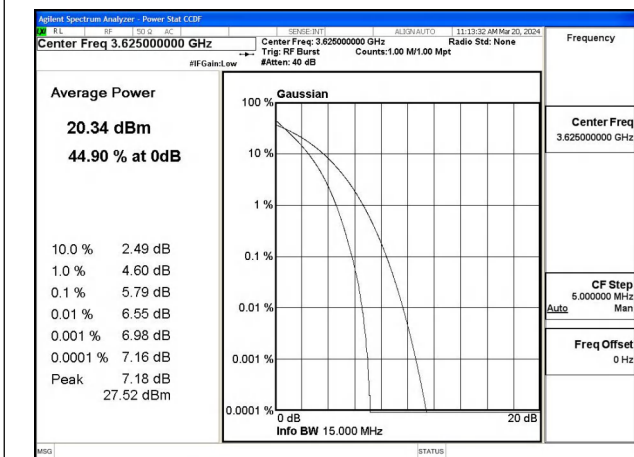 Agilent Spectrum Analyzer - Power Stat CCDF
RL RF 50 Ω AC SENSE:INT ALIGN AUTO 11:13:32 AM Mar 20, 2024
Center Freq 3.625000000 GHz
Center Freq: 3.625000000 GHz Radio Std: None
Trig: RF Burst Counts:1.00 M/1.00 Mpt
#IFGain:Low #Atten: 40 dB
Frequency
Average Power
20.34 dBm
44.90 % at 0dB
10.0 % 2.49 dB
1.0 % 4.60 dB
0.1 % 5.79 dB
0.01 % 6.55 dB
0.001 % 6.98 dB
0.0001 % 7.16 dB
Peak 7.18 dB
27.52 dBm
Gaussian
100 %
10 %
1 %
0.1 %
0.01 %
0.001 %
0.0001 %
0 dB 20 dB
Info BW 15.000 MHz
Center Freq
3.625000000 GHz
CF Step
5.000000 MHz
Auto Man
Freq Offset
0 Hz
MSG STATUS